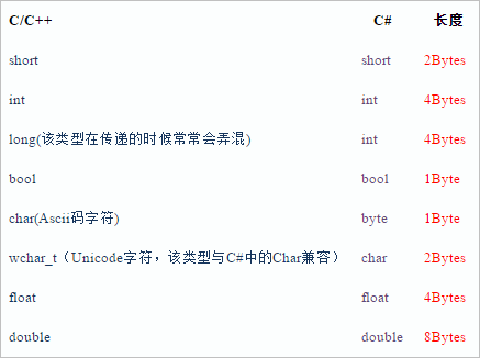 C/C++ C# 长度
short short 2Bytes
int int 4Bytes
long(该类型在传递的时候常常会弄混) int 4Bytes
bool bool 1Byte
char(Ascii码字符) byte 1Byte
wchar_t（Unicode字符，该类型与C#中的Char兼容） char 2Bytes
float float 4Bytes
double double 8Bytes